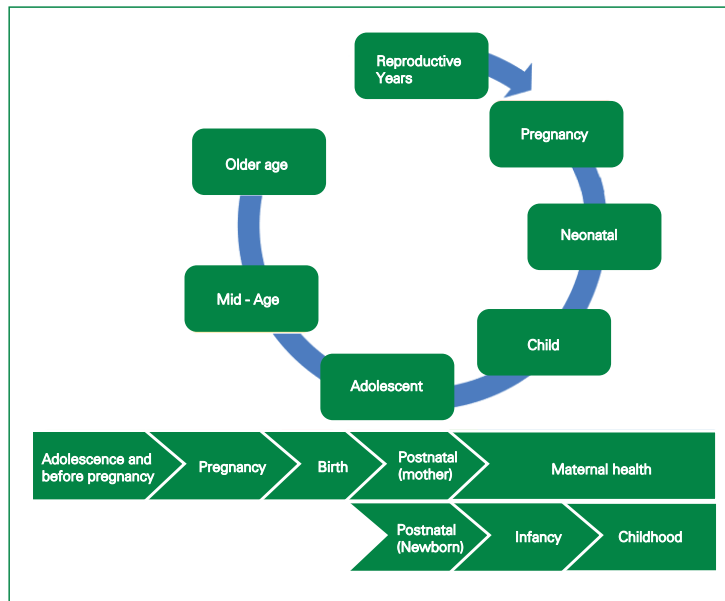 Reproductive
Years
Pregnancy
Older age
Neonatal
Mid - Age
Child
Adolescent
Adolescence and
before pregnancy
Pregnancy
Birth
Postnatal
(mother)
Maternal health
Postnatal
(Newborn)
Infancy
Childhood